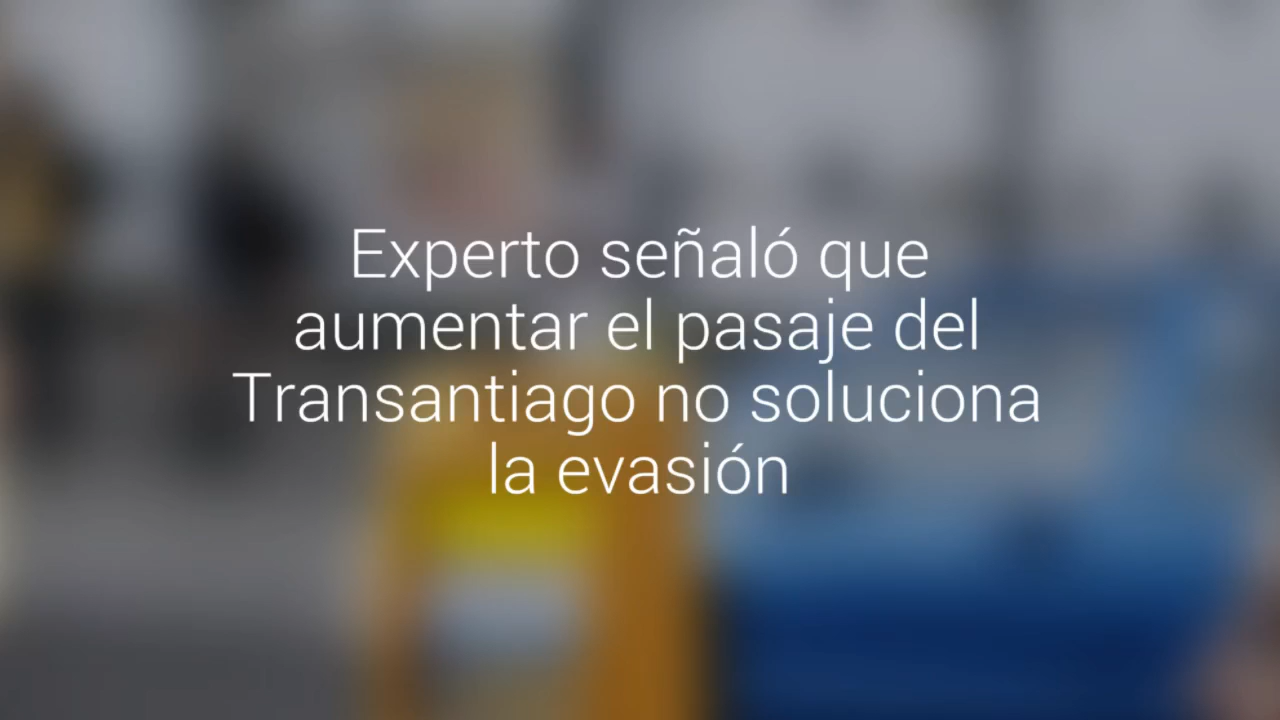 Experto señaló que
aumentar el pasaje del
Transantiago no soluciona
la evasión